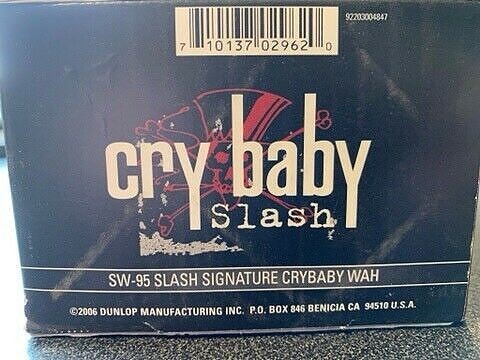 92203004847
7 10137 02962 0
cry baby
Slash
SW-95 SLASH SIGNATURE CRYBABY WAH
©2006 DUNLOP MANUFACTURING INC. P.O. BOX 846 BENICIA CA 94510 U.S.A.